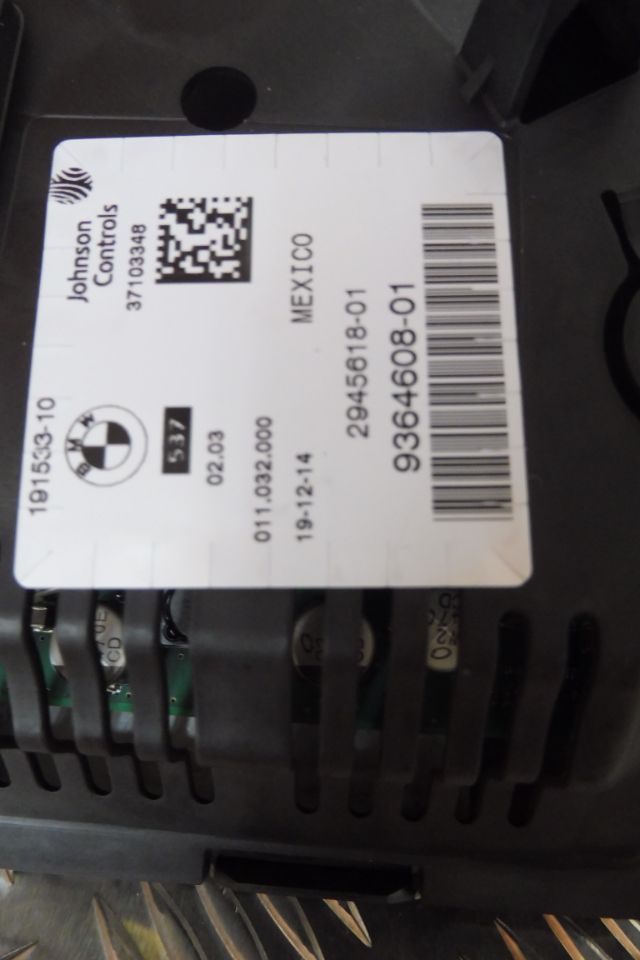 191533-10
Johnson
Controls
37103348
BMW
537
02.03
011.032.000
19-12-14
MEXICO
2945618-01
9364608-01